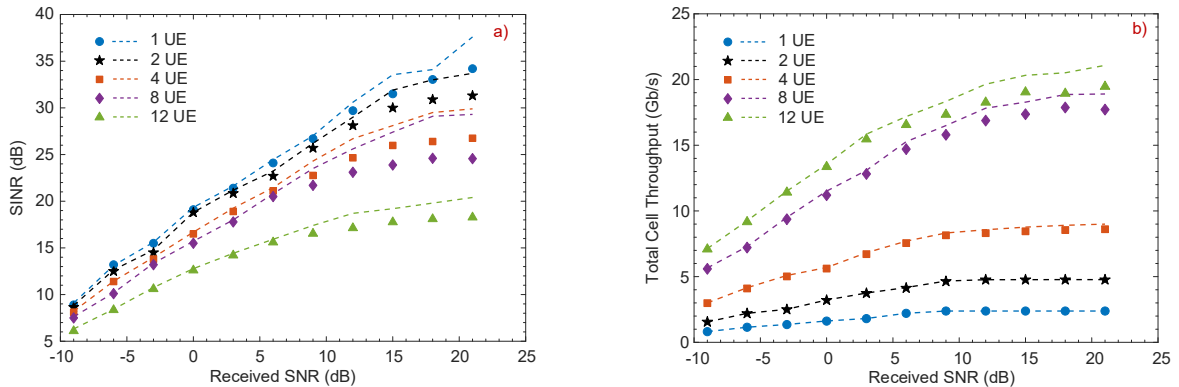 a)
1 UE
2 UE
4 UE
8 UE
12 UE
40
35
30
25
20
15
10
5
SINR (dB)
-10 -5 0 5 10 15 20 25
Received SNR (dB)
b)
1 UE
2 UE
4 UE
8 UE
12 UE
25
20
15
10
5
0
Total Cell Throughput (Gb/s)
-10 -5 0 5 10 15 20 25
Received SNR (dB)